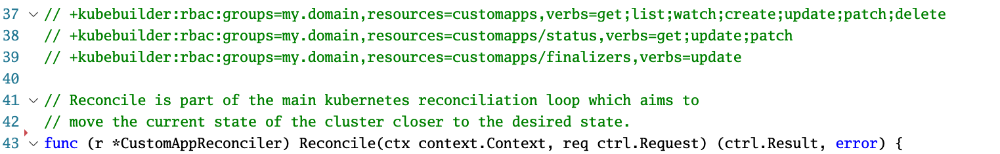 37 // +kubebuilder:rbac:groups=my.domain,resources=customapps,verbs=get;list;watch;create;update;patch;delete
38 // +kubebuilder:rbac:groups=my.domain,resources=customapps/status,verbs=get;update;patch
39 // +kubebuilder:rbac:groups=my.domain,resources=customapps/finalizers,verbs=update
40
41 // Reconcile is part of the main kubernetes reconciliation loop which aims to
42 // move the current state of the cluster closer to the desired state.
43 func (r *CustomAppReconciler) Reconcile(ctx context.Context, req ctrl.Request) (ctrl.Result, error) {